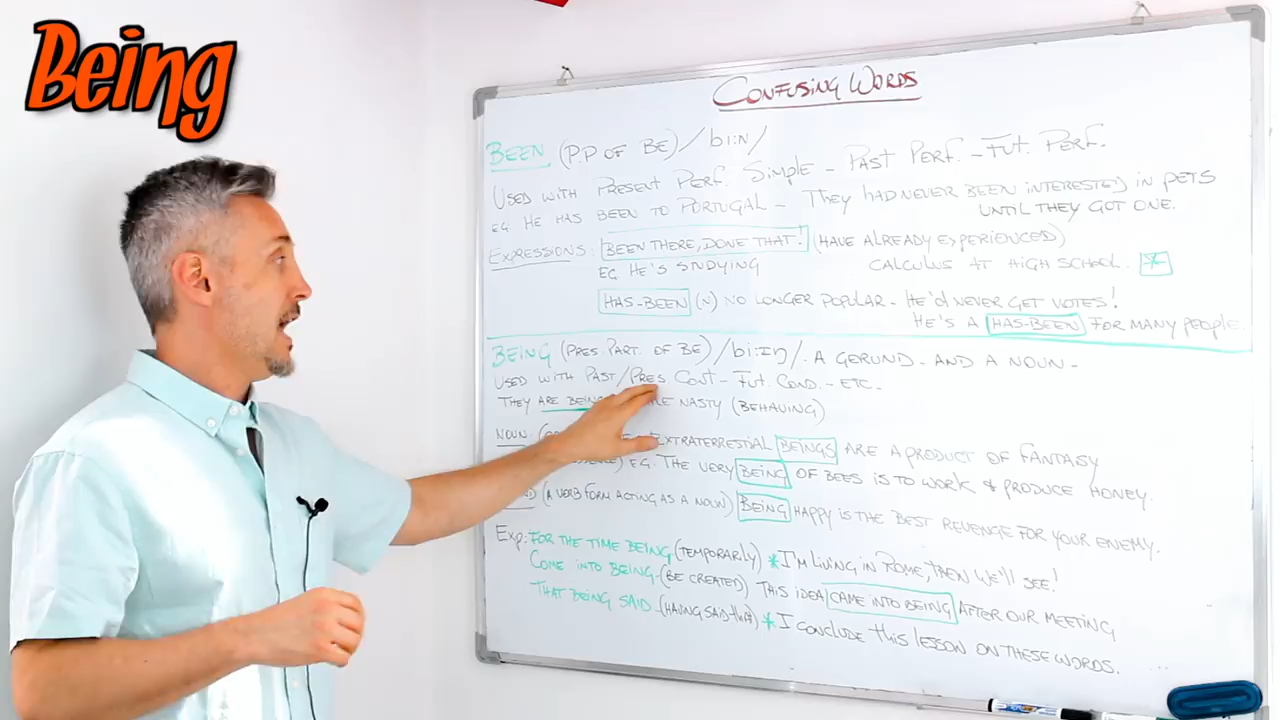 Being
CONFUSING WORDS
BEEN (P.P OF BE) /bi:N/
USED WITH PRESENT PERF. SIMPLE - PAST PERF. - FUT. PERF.
EG. HE HAS BEEN TO PORTUGAL - THEY HAD NEVER BEEN INTERESTED IN PETS
UNTIL THEY GOT ONE.
EXPRESSIONS: BEEN THERE, DONE THAT! (HAVE ALREADY EXPERIENCED)
EG HE'S STUDYING CALCULUS AT HIGH SCHOOL. *
HAS-BEEN (N) NO LONGER POPULAR - HE'd NEVER GET VOTES!
HE'S A HAS-BEEN FOR MANY PEOPLE.
BEING (PRES. PART. OF BE) /bi:Iŋ/. A GERUND - AND A NOUN -
USED WITH PAST/PRES CONT - FUT. COND. - ETC.
THEY ARE BEING NASTY (BEHAVING)
NOUN: EXTRATERRESTIAL BEINGS ARE A PRODUCT OF FANTASY
EG. THE VERY BEING OF BEES IS TO WORK & PRODUCE HONEY.
(A VERB FORM ACTING AS A NOUN) BEING HAPPY IS THE BEST REVENGE FOR YOUR ENEMY.
Exp: FOR THE TIME BEING (TEMPORARILY) * I'M LIVING IN ROME, THEN WE'LL SEE!
COME INTO BEING - (BE CREATED) THIS IDEA CAME INTO BEING AFTER OUR MEETING
THAT BEING SAID - (HAVING SAID THAT) * I CONCLUDE THIS LESSON ON THESE WORDS.